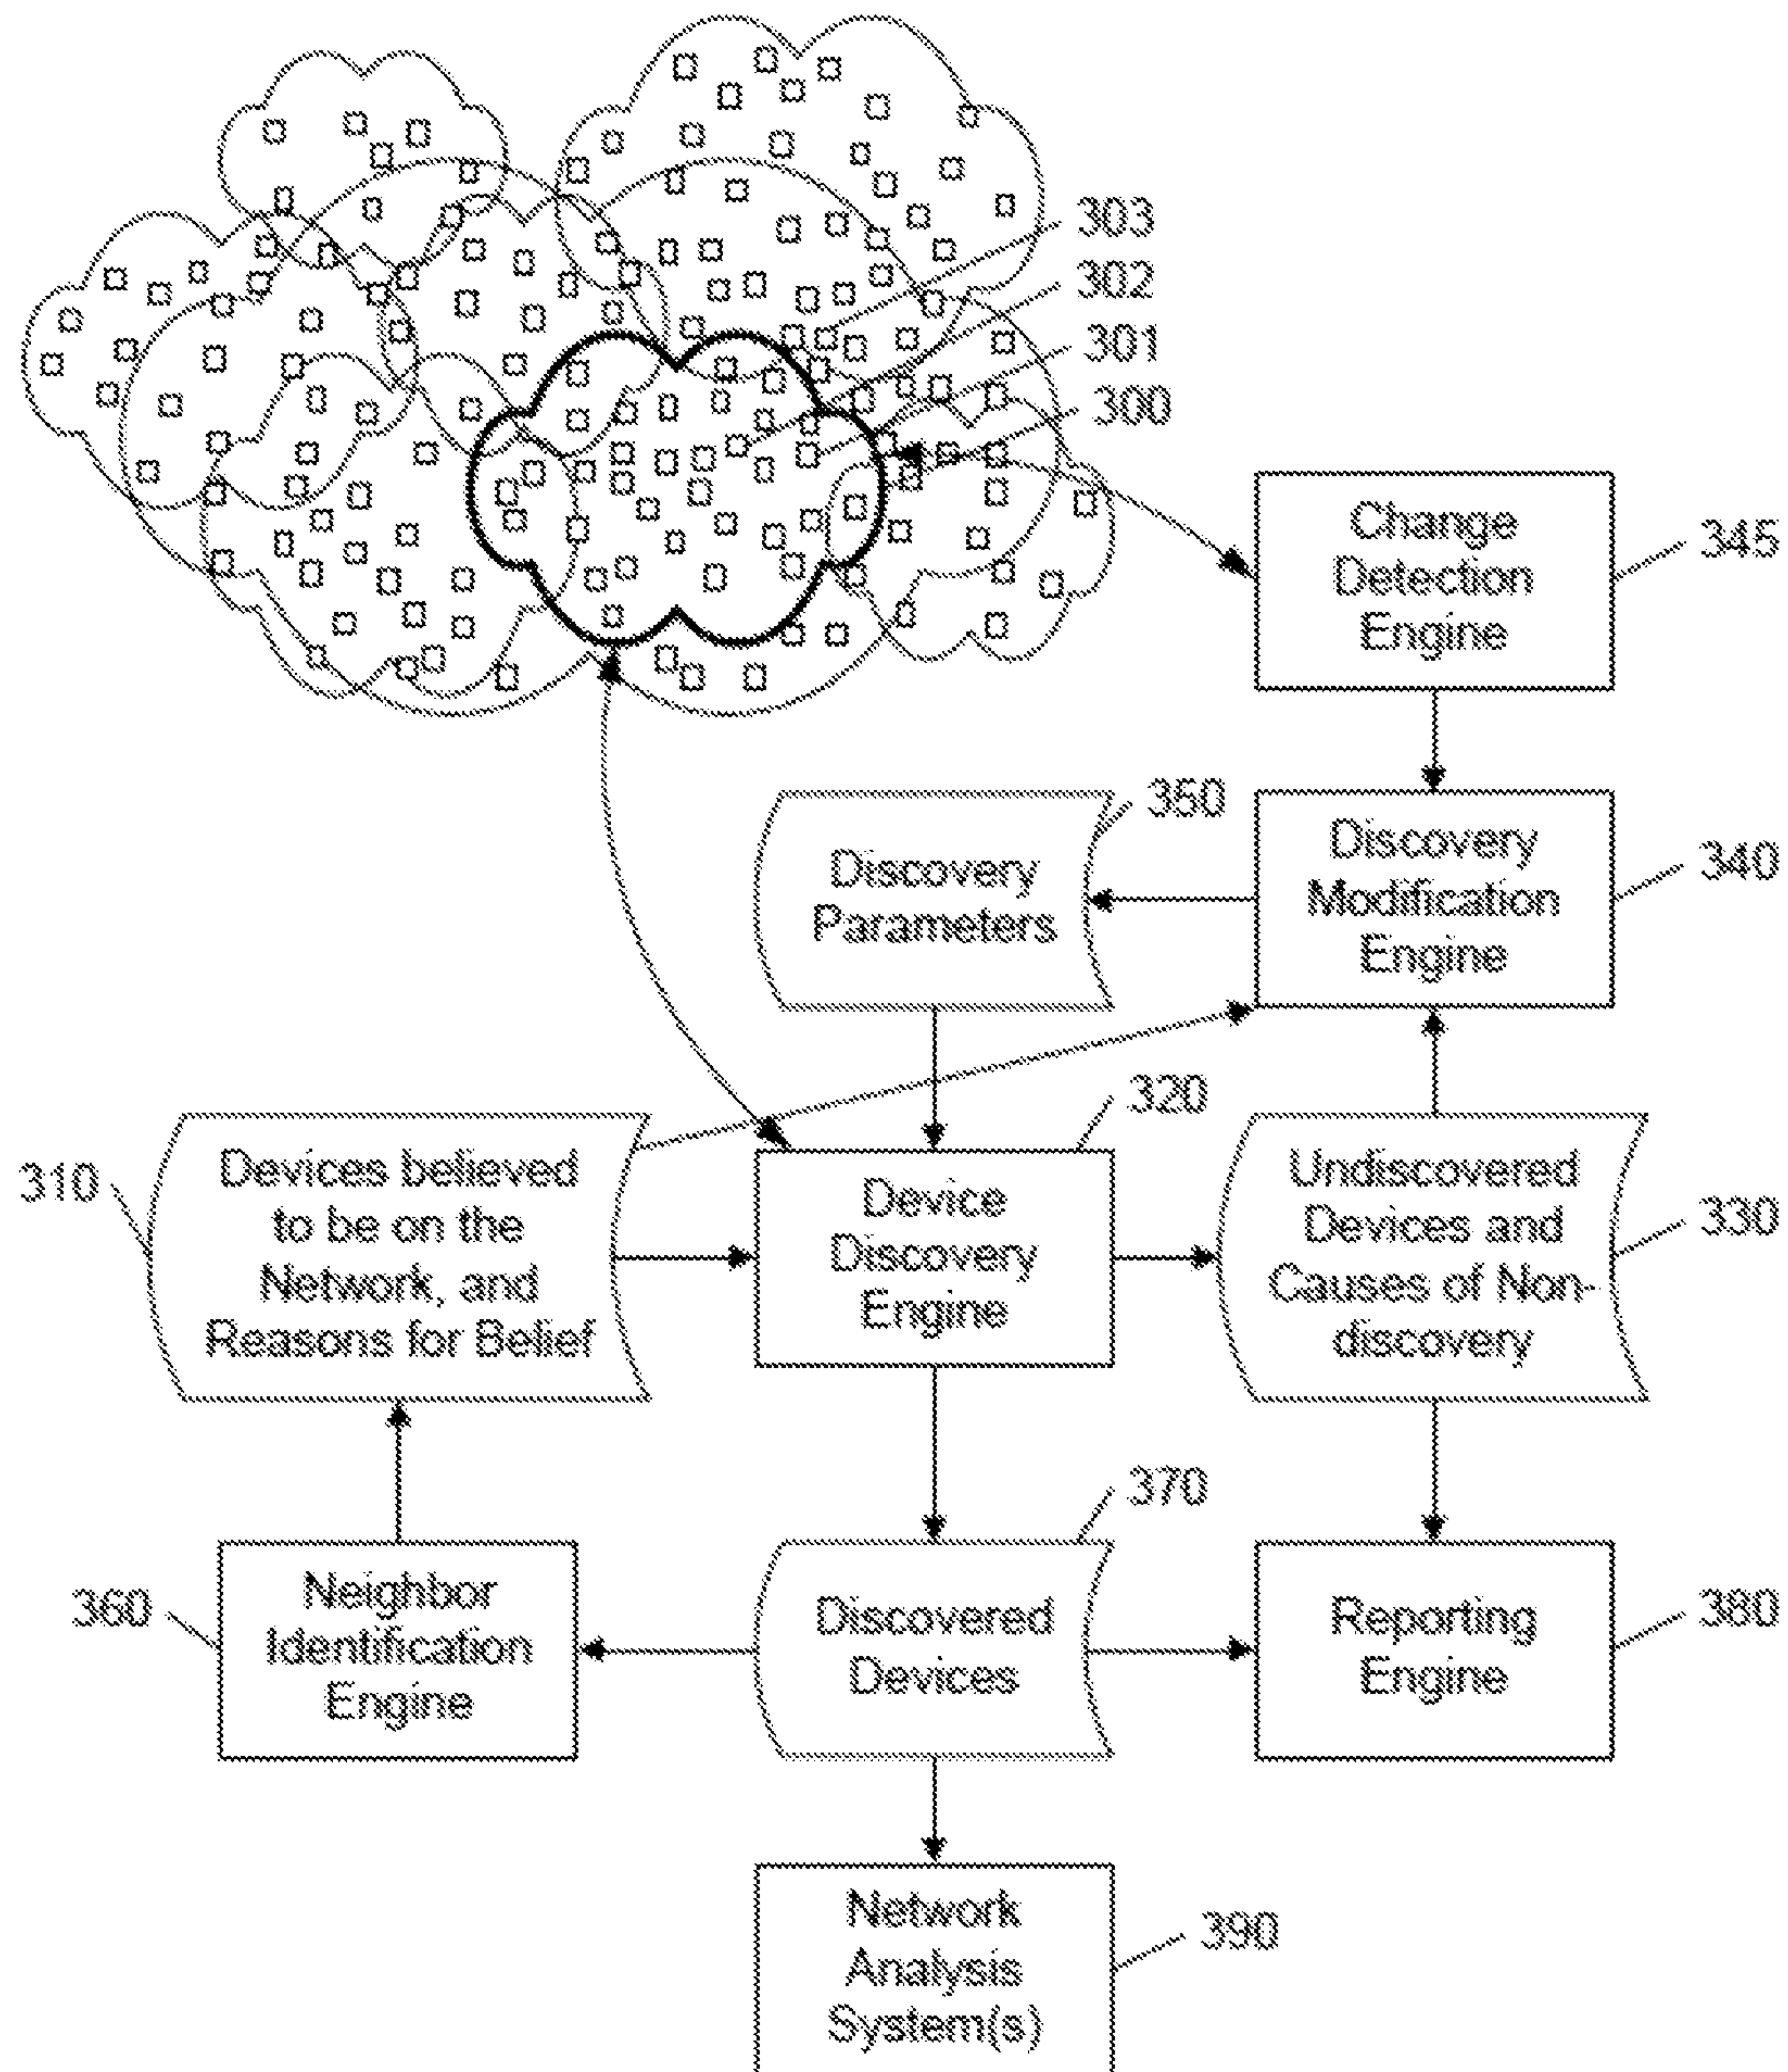 303
302
301
300
Change
Detection
Engine
345
350
Discovery
Parameters
Discovery
Modification
Engine
340
320
310
Devices believed
to be on the
Network, and
Reasons for Belief
Device
Discovery
Engine
Undiscovered
Devices and
Causes of Non-
discovery
330
370
360
Neighbor
Identification
Engine
Discovered
Devices
Reporting
Engine
380
Network
Analysis
System(s)
390